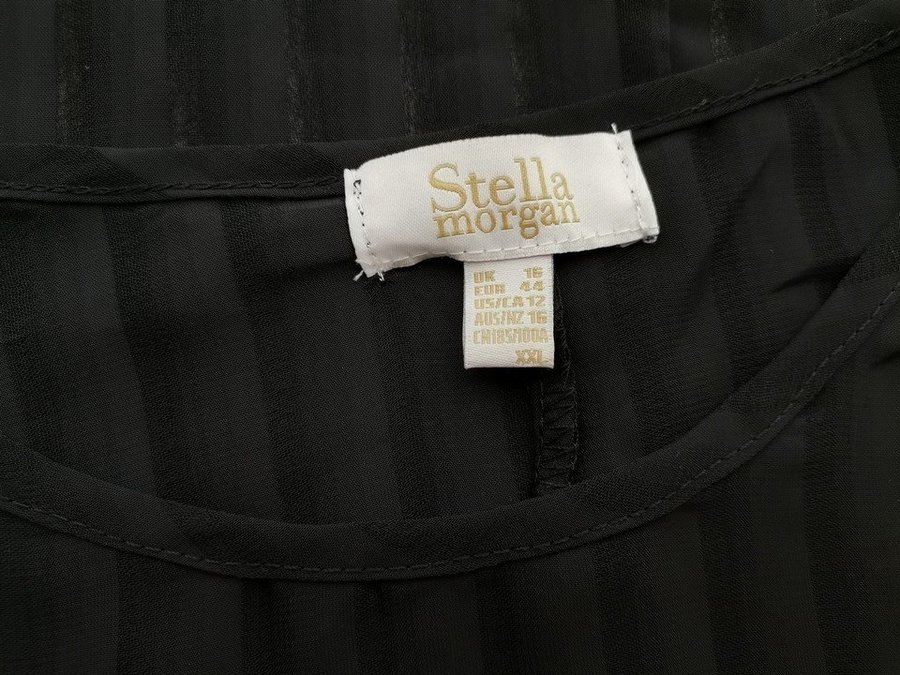 Stella
morgan
UK 16
EUR 44
US/CA 12
AUS/NZ 16
CN185/100A
XXL